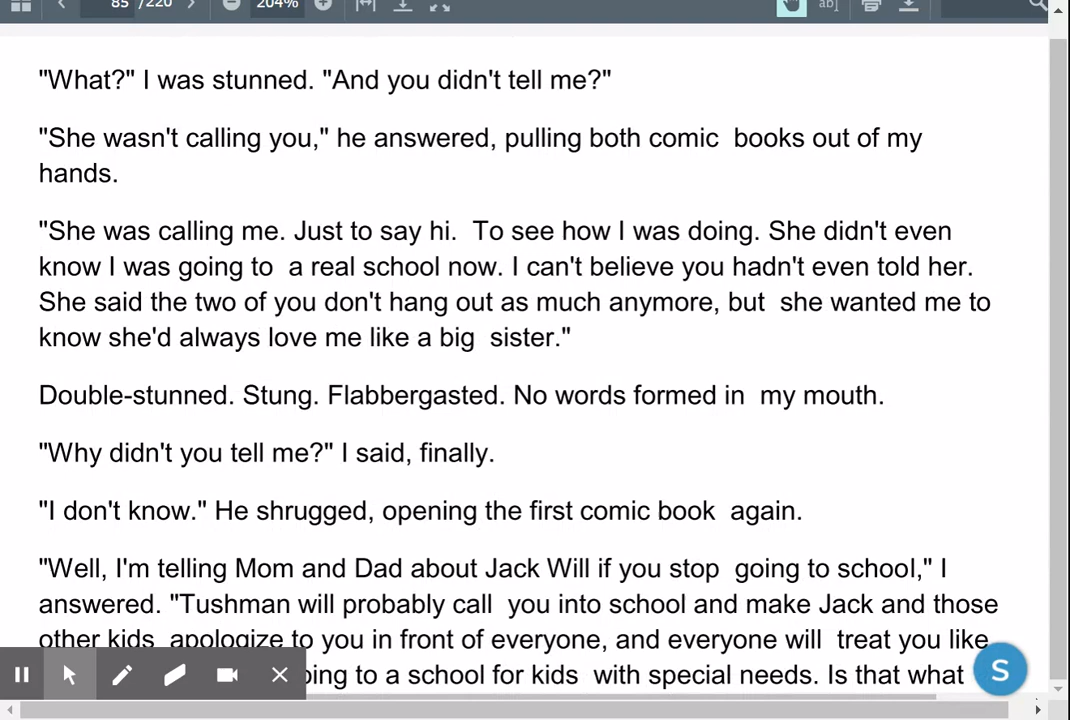 85 /220 204%
"What?" I was stunned. "And you didn't tell me?"
"She wasn't calling you," he answered, pulling both comic books out of my
hands.
"She was calling me. Just to say hi. To see how I was doing. She didn't even
know I was going to a real school now. I can't believe you hadn't even told her.
She said the two of you don't hang out as much anymore, but she wanted me to
know she'd always love me like a big sister."
Double-stunned. Stung. Flabbergasted. No words formed in my mouth.
"Why didn't you tell me?" I said, finally.
"I don't know." He shrugged, opening the first comic book again.
"Well, I'm telling Mom and Dad about Jack Will if you stop going to school," I
answered. "Tushman will probably call you into school and make Jack and those
other kids apologize to you in front of everyone, and everyone will treat you like
to a school for kids with special needs. Is that what
S